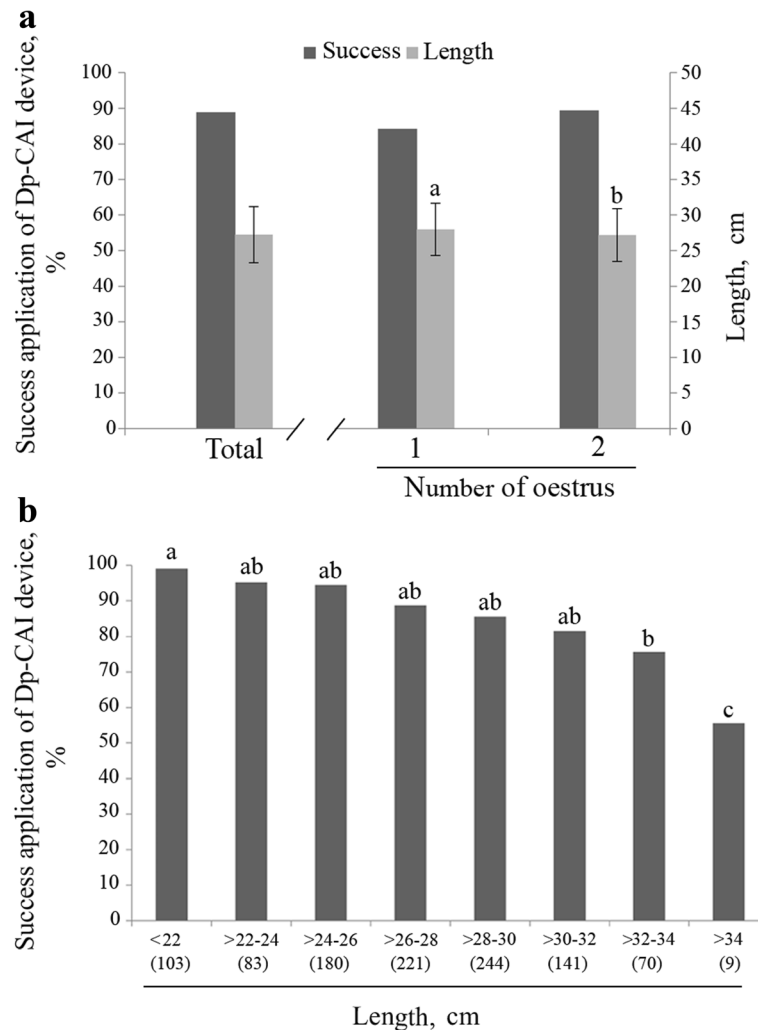 a
Success Length
Success application of Dp-CAI device,
%
100
90
80
70
60
50
40
30
20
10
0
50
45
40
35
30
25
20
15
10
5
0
Length, cm
a
b
Total 1 2
Number of oestrus
b
Success application of Dp-CAI device,
%
100
90
80
70
60
50
40
30
20
10
0
a ab ab ab ab ab b c
<22 >22-24 >24-26 >26-28 >28-30 >30-32 >32-34 >34
(103) (83) (180) (221) (244) (141) (70) (9)
Length, cm